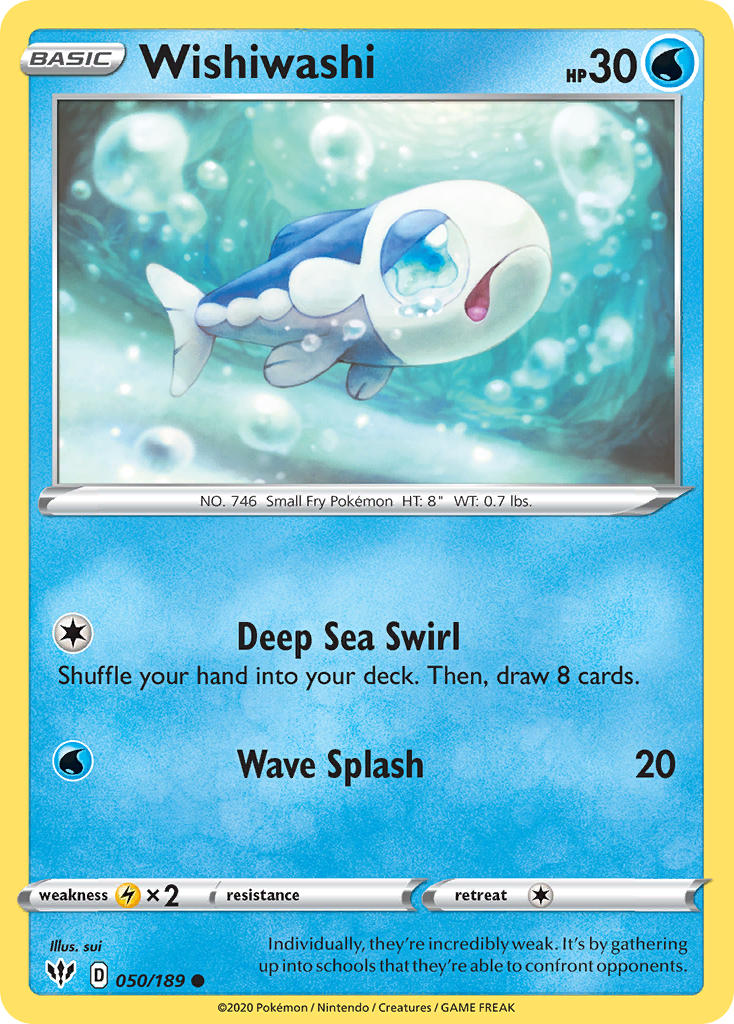 BASIC Wishiwashi HP 30
NO. 746 Small Fry Pokémon HT: 8" WT: 0.7 lbs.
Deep Sea Swirl
Shuffle your hand into your deck. Then, draw 8 cards.
Wave Splash 20
weakness ×2 resistance retreat
Illus. sui
Individually, they're incredibly weak. It's by gathering
up into schools that they're able to confront opponents.
D 050/189
©2020 Pokémon / Nintendo / Creatures / GAME FREAK